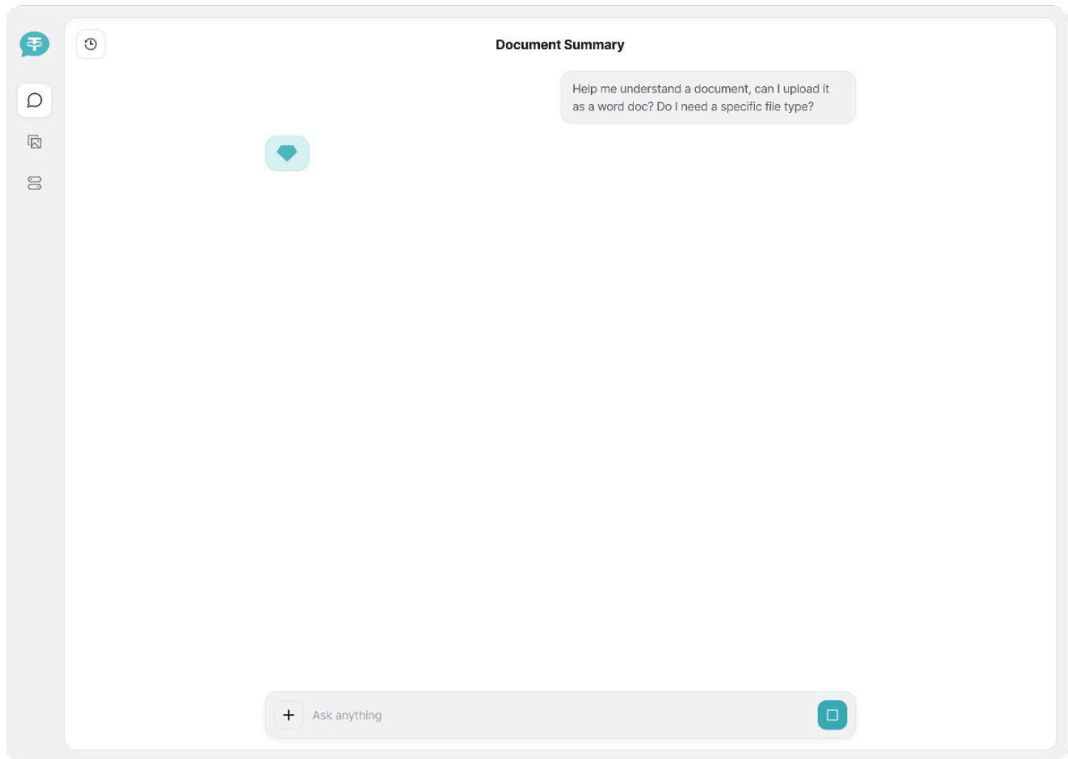 Document Summary
Help me understand a document, can I upload it
as a word doc? Do I need a specific file type?
Ask anything